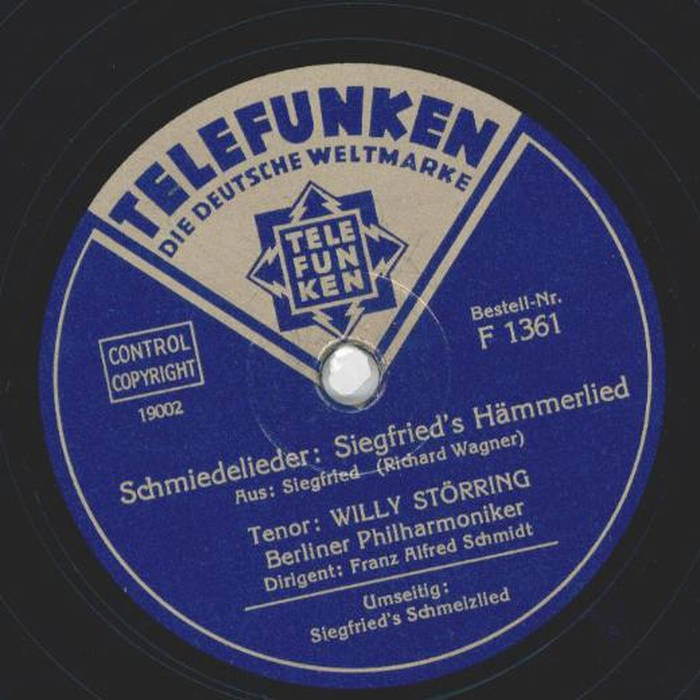 TELEFUNKEN
DIE DEUTSCHE WELTMARKE
TELE
FUN
KEN
CONTROL
COPYRIGHT
19002
Bestell-Nr.
F 1361
Schmiedelieder: Siegfried's Hämmerlied
Aus: Siegfried (Richard Wagner)
Tenor: WILLY STÖRRING
Berliner Philharmoniker
Dirigent: Franz Alfred Schmidt
Umseitig:
Siegfried's Schmelzlied